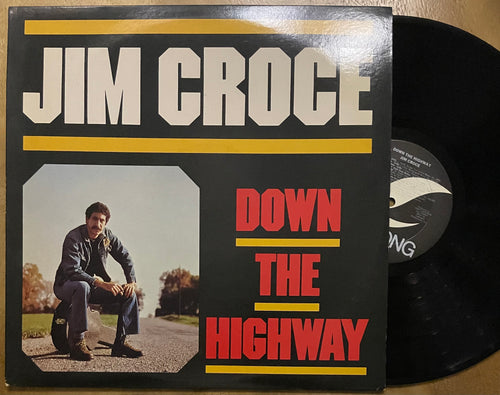 JIM CROCE
DOWN
THE
HIGHWAY
DOWN THE HIGHWAY
JIM CROCE